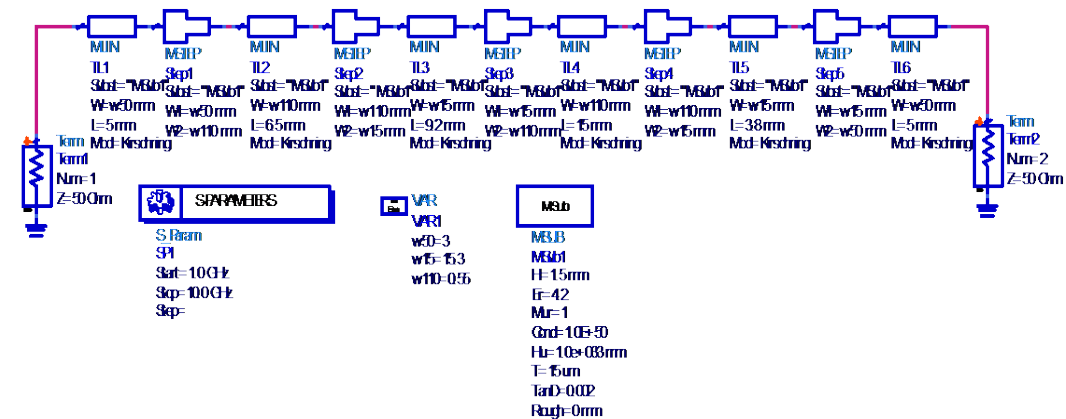 MLIN
TL1
Subst="MSub1"
W=w50 mm
L=5 mm
Mod=Kirschning
MSTEP
Step1
Subst="MSub1"
W1=w50 mm
W2=w110 mm
MLIN
TL2
Subst="MSub1"
W=w110 mm
L=6.5 mm
Mod=Kirschning
MSTEP
Step2
Subst="MSub1"
W1=w110 mm
W2=w15 mm
MLIN
TL3
Subst="MSub1"
W=w15 mm
L=9.2 mm
Mod=Kirschning
MSTEP
Step3
Subst="MSub1"
W1=w15 mm
W2=w110 mm
MLIN
TL4
Subst="MSub1"
W=w110 mm
L=15 mm
Mod=Kirschning
MSTEP
Step4
Subst="MSub1"
W1=w110 mm
W2=w15 mm
MLIN
TL5
Subst="MSub1"
W=w15 mm
L=3.8 mm
Mod=Kirschning
MSTEP
Step5
Subst="MSub1"
W1=w15 mm
W2=w50 mm
MLIN
TL6
Subst="MSub1"
W=w50 mm
L=5 mm
Mod=Kirschning
Term
Term1
Num=1
Z=50 Ohm
Term
Term2
Num=2
Z=50 Ohm
S-PARAMETERS
S_Param
SP1
Start=1.0 GHz
Stop=10.0 GHz
Step=
VAR
VAR1
w50=3
w15=15.3
w110=0.55
MSub
MSUB
MSub1
H=1.5 mm
Er=4.2
Mur=1
Cond=1.0E+50
Hu=1.0e+033 mm
T=15 um
TanD=0.002
Rough=0 mm